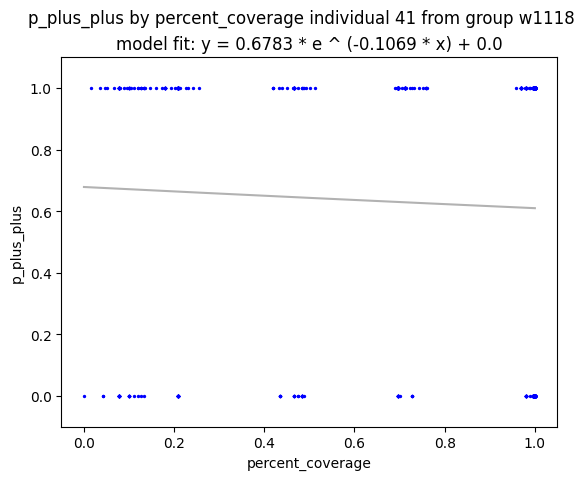 p_plus_plus by percent_coverage individual 41 from group w1118
model fit: y = 0.6783 * e ^ (-0.1069 * x) + 0.0
1.0
0.8
0.6
0.4
0.2
0.0
p_plus_plus
0.0 0.2 0.4 0.6 0.8 1.0
percent_coverage